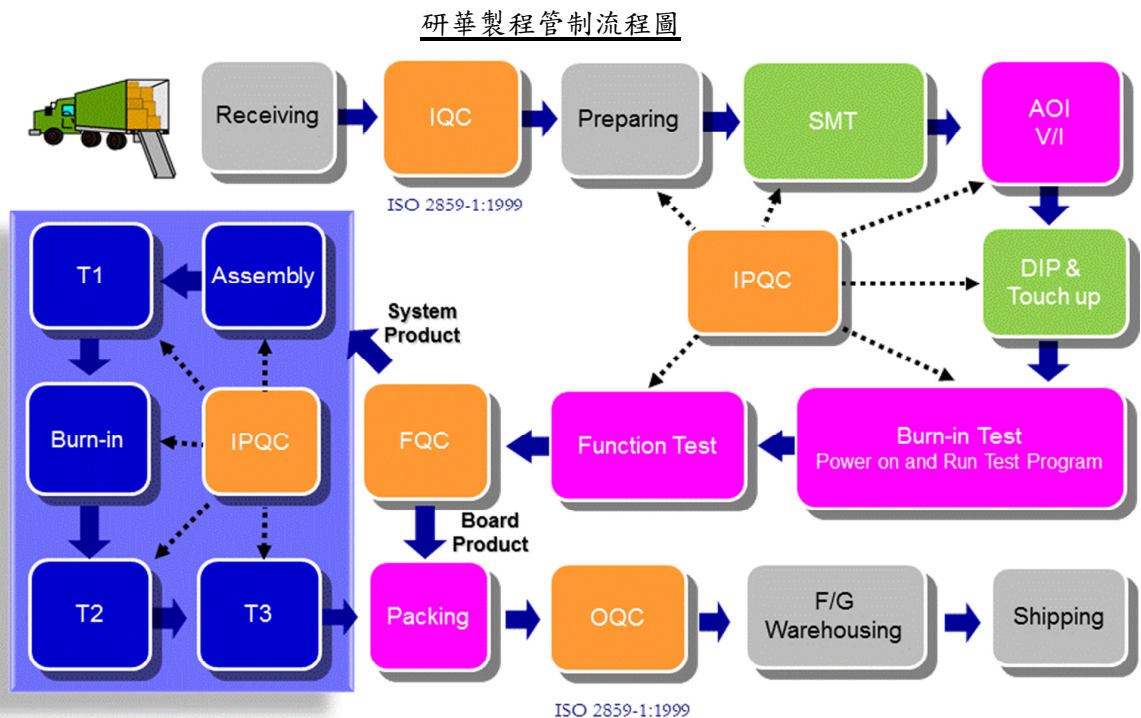 研華製程管制流程圖
Receiving
IQC
Preparing
SMT
AOI
V/I
ISO 2859-1:1999
IPQC
DIP &
Touch up
T1
Assembly
System
Product
Burn-in
IPQC
FQC
Function Test
Burn-in Test
Power on and Run Test Program
Board
Product
T2
T3
Packing
OQC
F/G
Warehousing
Shipping
ISO 2859-1:1999